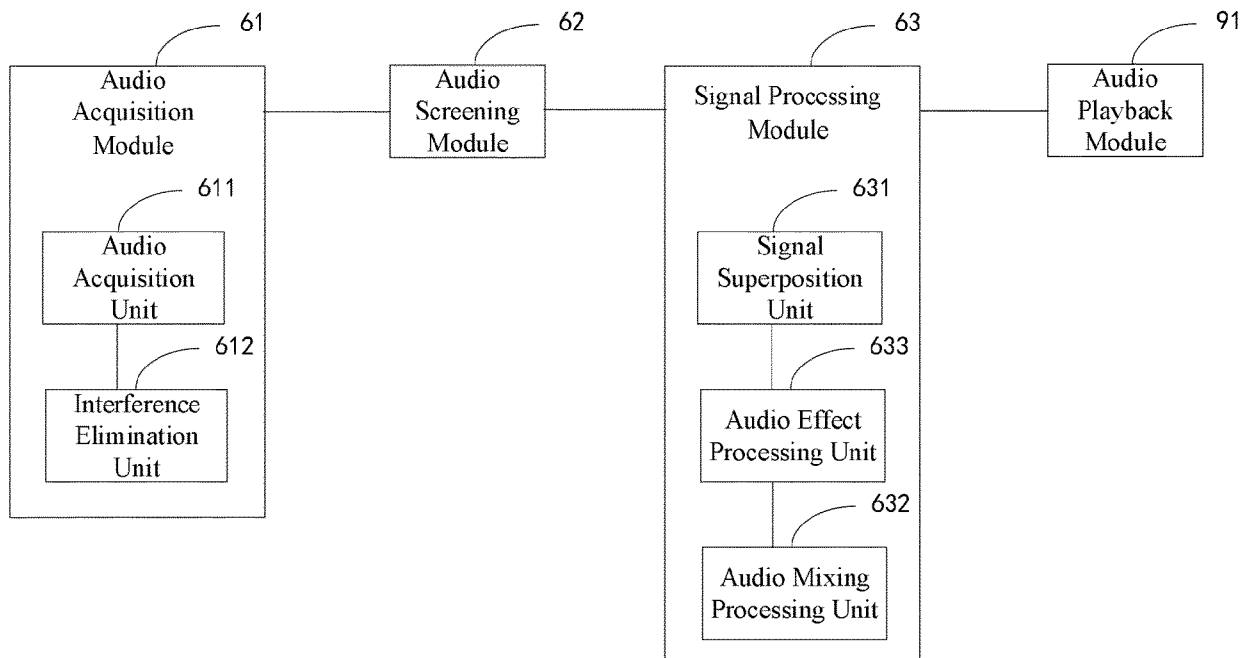 61
Audio
Acquisition
Module
611
Audio
Acquisition
Unit
612
Interference
Elimination
Unit
62
Audio
Screening
Module
63
Signal Processing
Module
631
Signal
Superposition
Unit
633
Audio Effect
Processing Unit
632
Audio Mixing
Processing Unit
91
Audio
Playback
Module